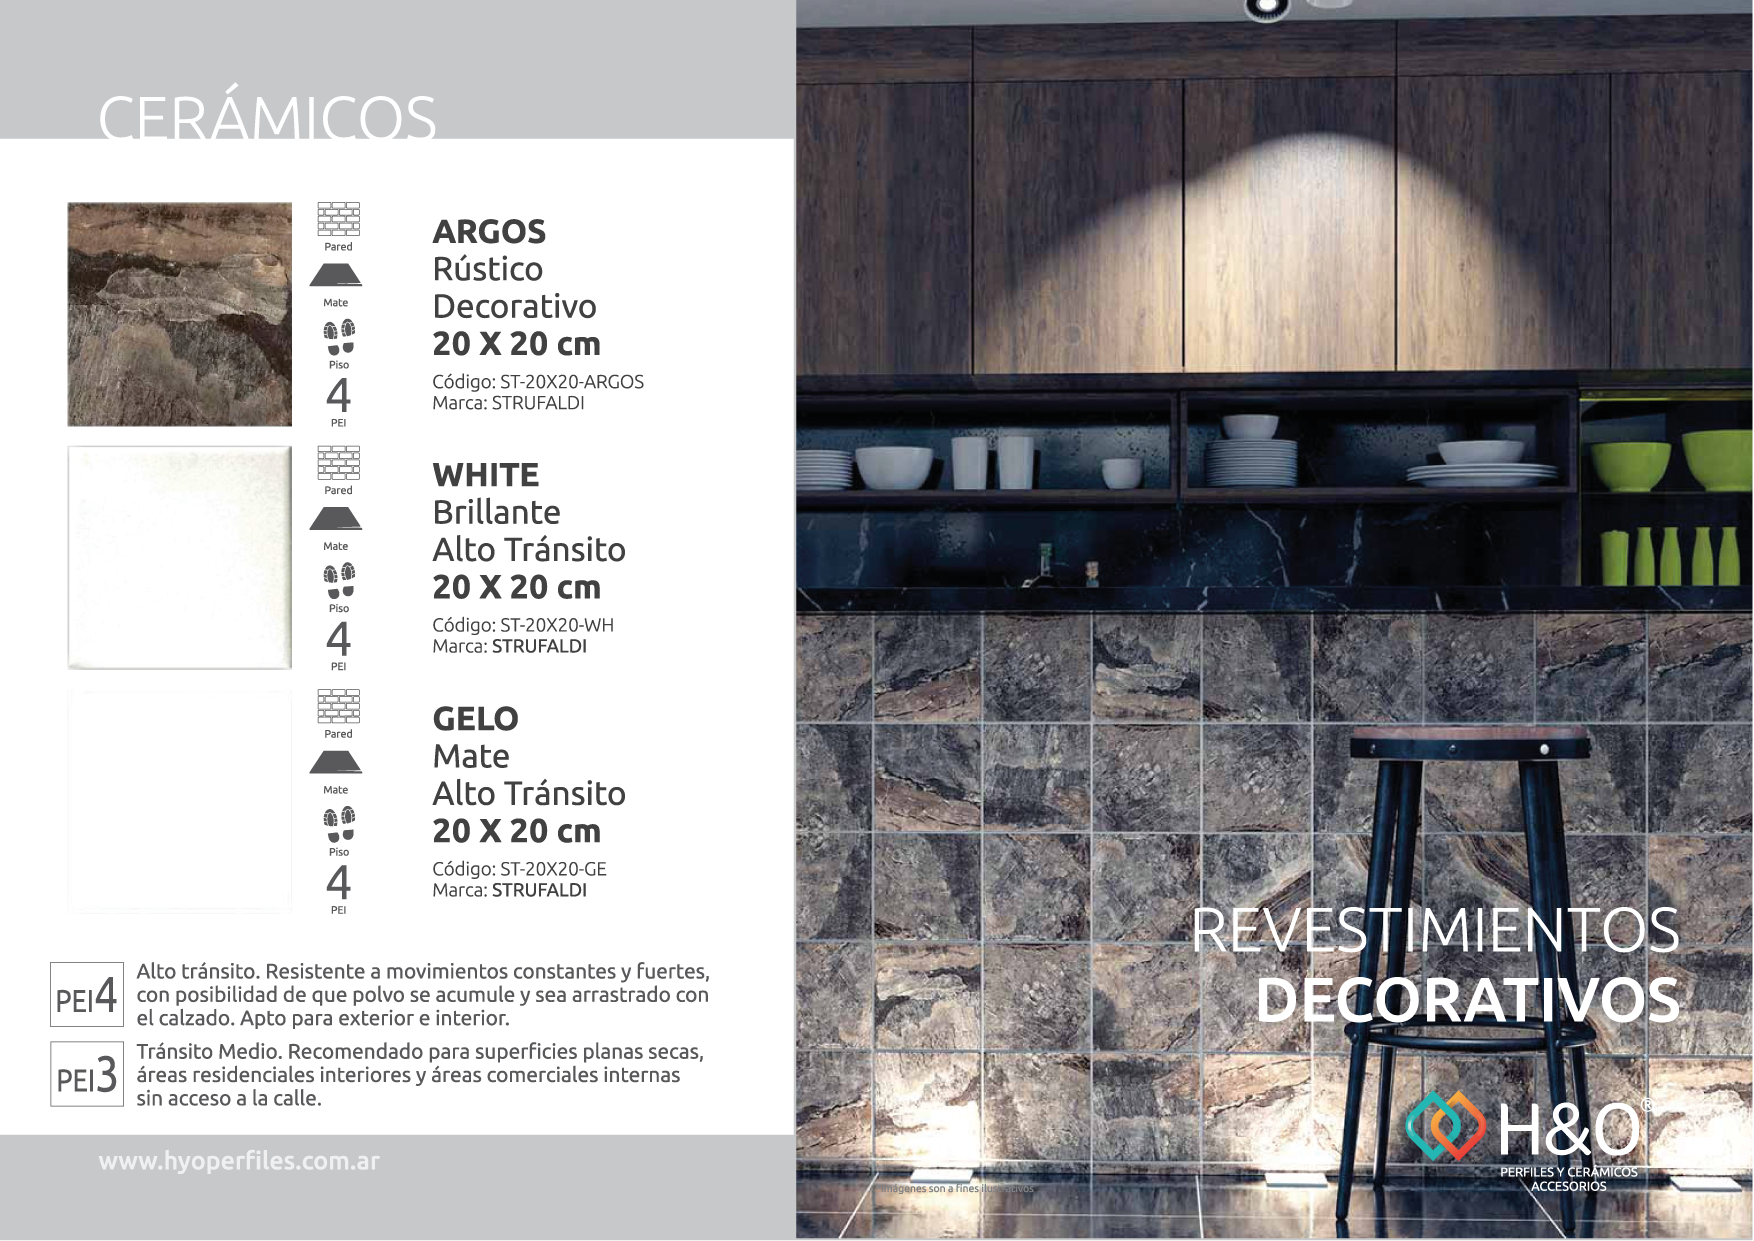 CERÁMICOS
Pared
Mate
Piso
4
PEI
ARGOS
Rústico
Decorativo
20 X 20 cm
Código: ST-20X20-ARGOS
Marca: STRUFALDI
Pared
Mate
Piso
4
PEI
WHITE
Brillante
Alto Tránsito
20 X 20 cm
Código: ST-20X20-WH
Marca: STRUFALDI
Pared
Mate
Piso
4
PEI
GELO
Mate
Alto Tránsito
20 X 20 cm
Código: ST-20X20-GE
Marca: STRUFALDI
PEI4
Alto tránsito. Resistente a movimientos constantes y fuertes,
con posibilidad de que polvo se acumule y sea arrastrado con
el calzado. Apto para exterior e interior.
PEI3
Tránsito Medio. Recomendado para superficies planas secas,
áreas residenciales interiores y áreas comerciales internas
sin acceso a la calle.
www.hyoperfiles.com.ar
REVESTIMIENTOS
DECORATIVOS
H&O®
PERFILES Y CERÁMICOS
ACCESORIOS
Imágenes son a fines ilustrativos